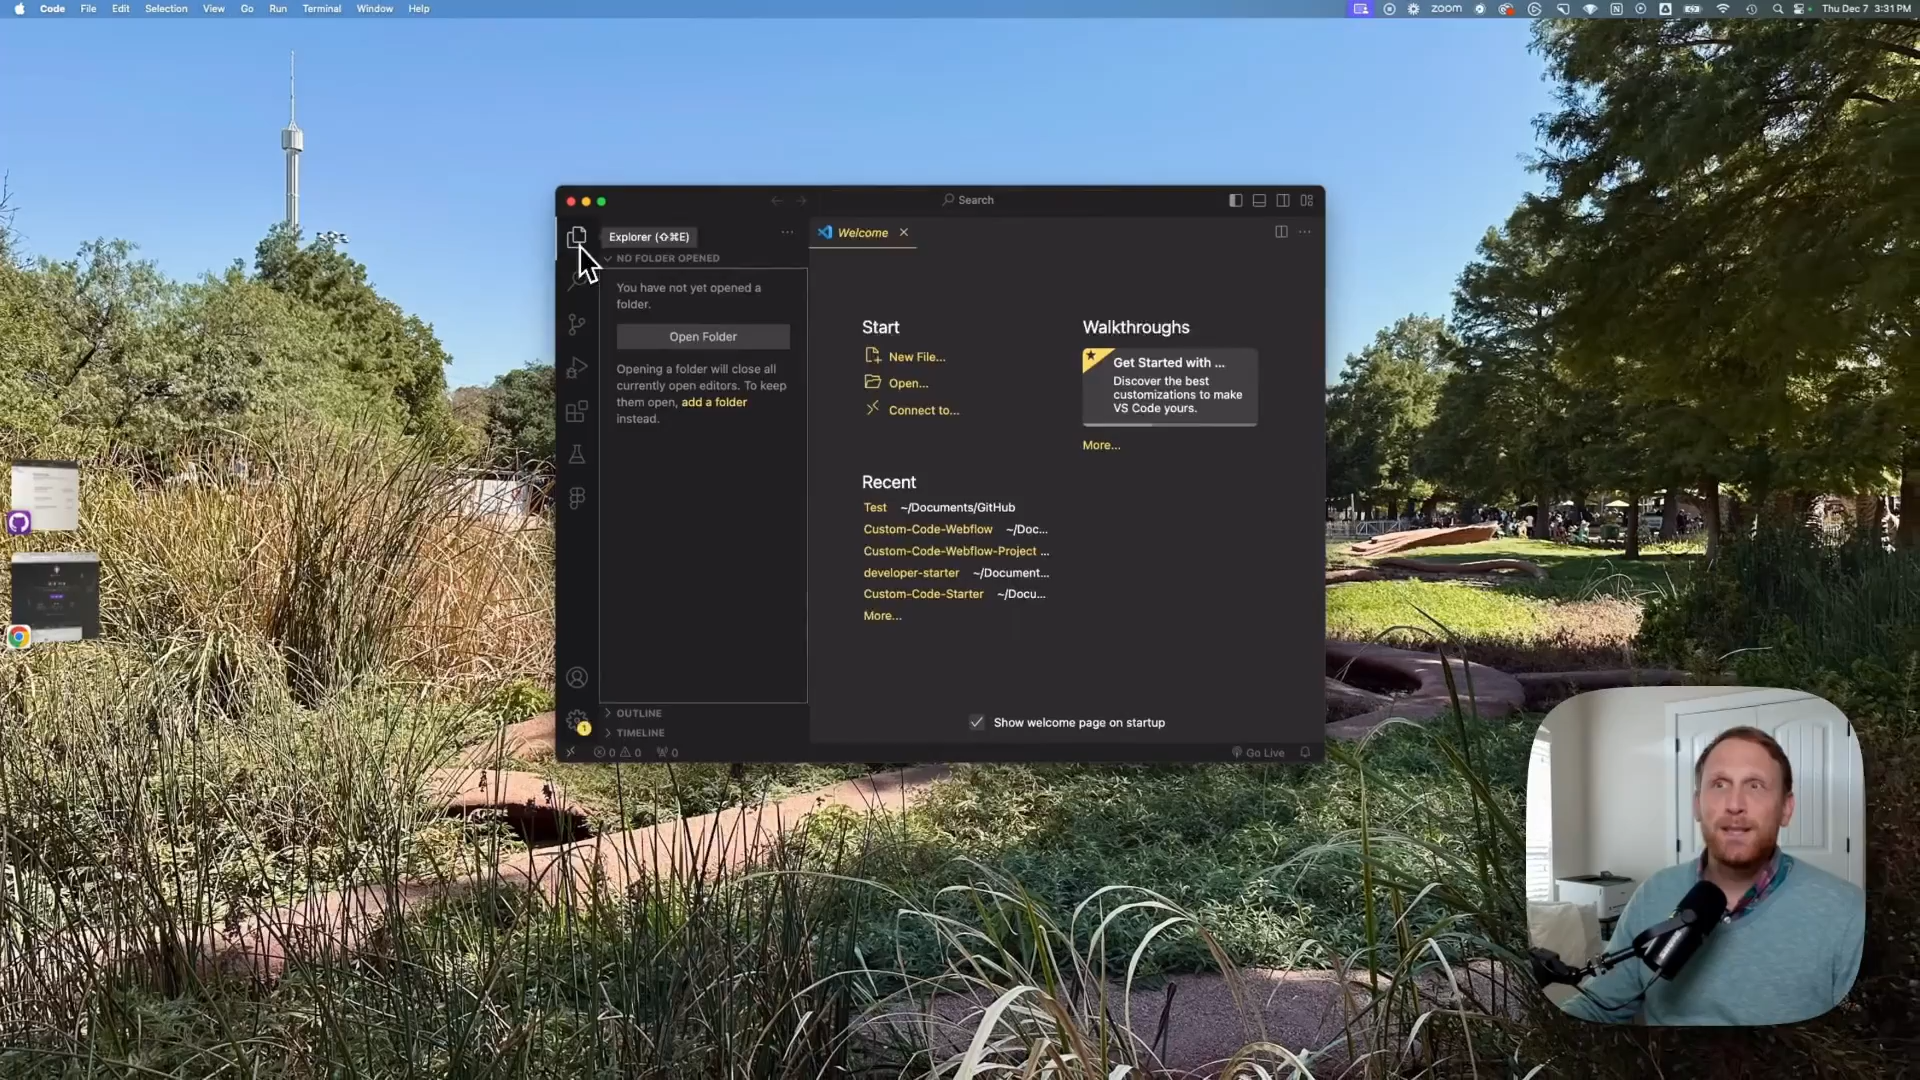 Code File Edit Selection View Go Run Terminal Window Help
zoom
Thu Dec 7 3:31 PM
Search
Explorer (⇧⌘E)
NO FOLDER OPENED
You have not yet opened a
folder.
Open Folder
Opening a folder will close all
currently open editors. To keep
them open, add a folder
instead.
OUTLINE
TIMELINE
1
0 0 0
Go Live
Welcome
Start
New File...
Open...
Connect to...
Walkthroughs
Get Started with ...
Discover the best
customizations to make
VS Code yours.
More...
Recent
Test ~/Documents/GitHub
Custom-Code-Webflow ~/Doc...
Custom-Code-Webflow-Project ...
developer-starter ~/Document...
Custom-Code-Starter ~/Docu...
More...
Show welcome page on startup